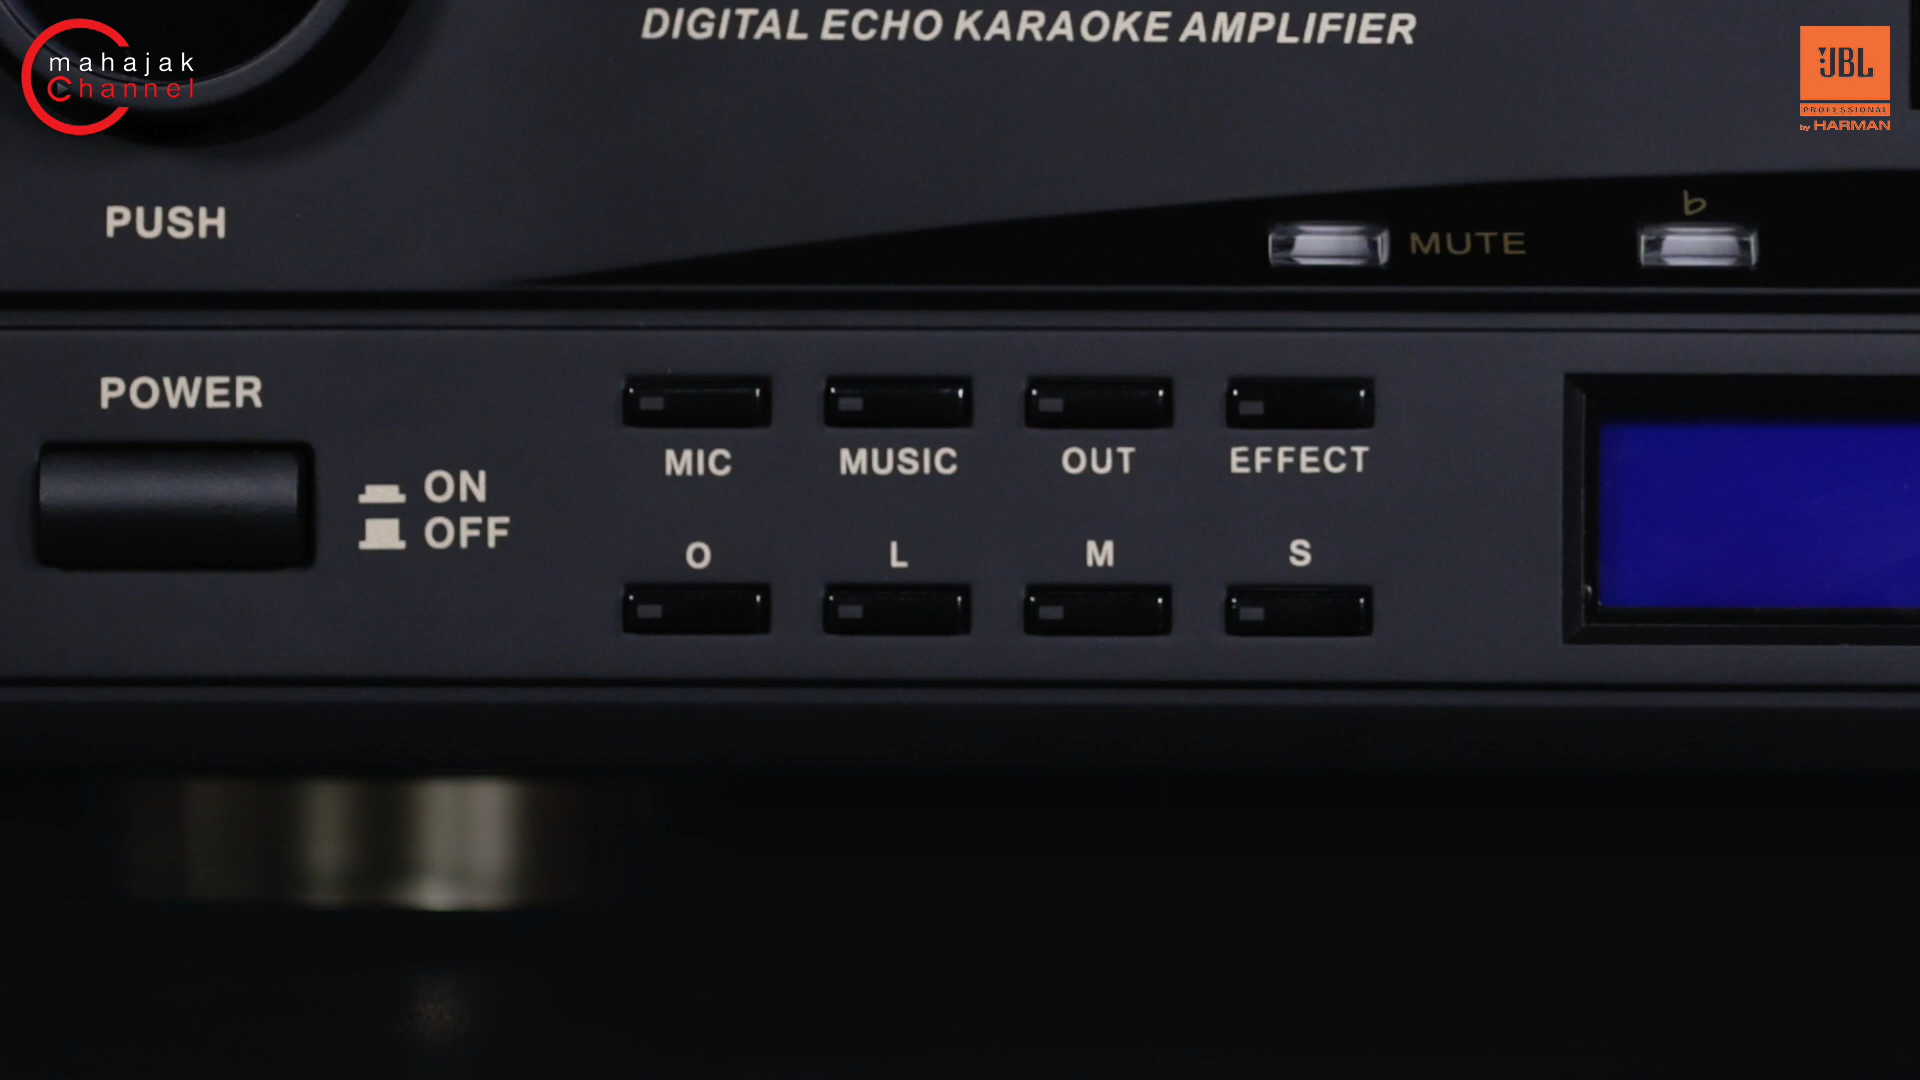 DIGITAL ECHO KARAOKE AMPLIFIER
mahajak
Channel
JBL
PROFESSIONAL
by HARMAN
PUSH
♭
MUTE
POWER
ON
OFF
MIC MUSIC OUT EFFECT
O L M S